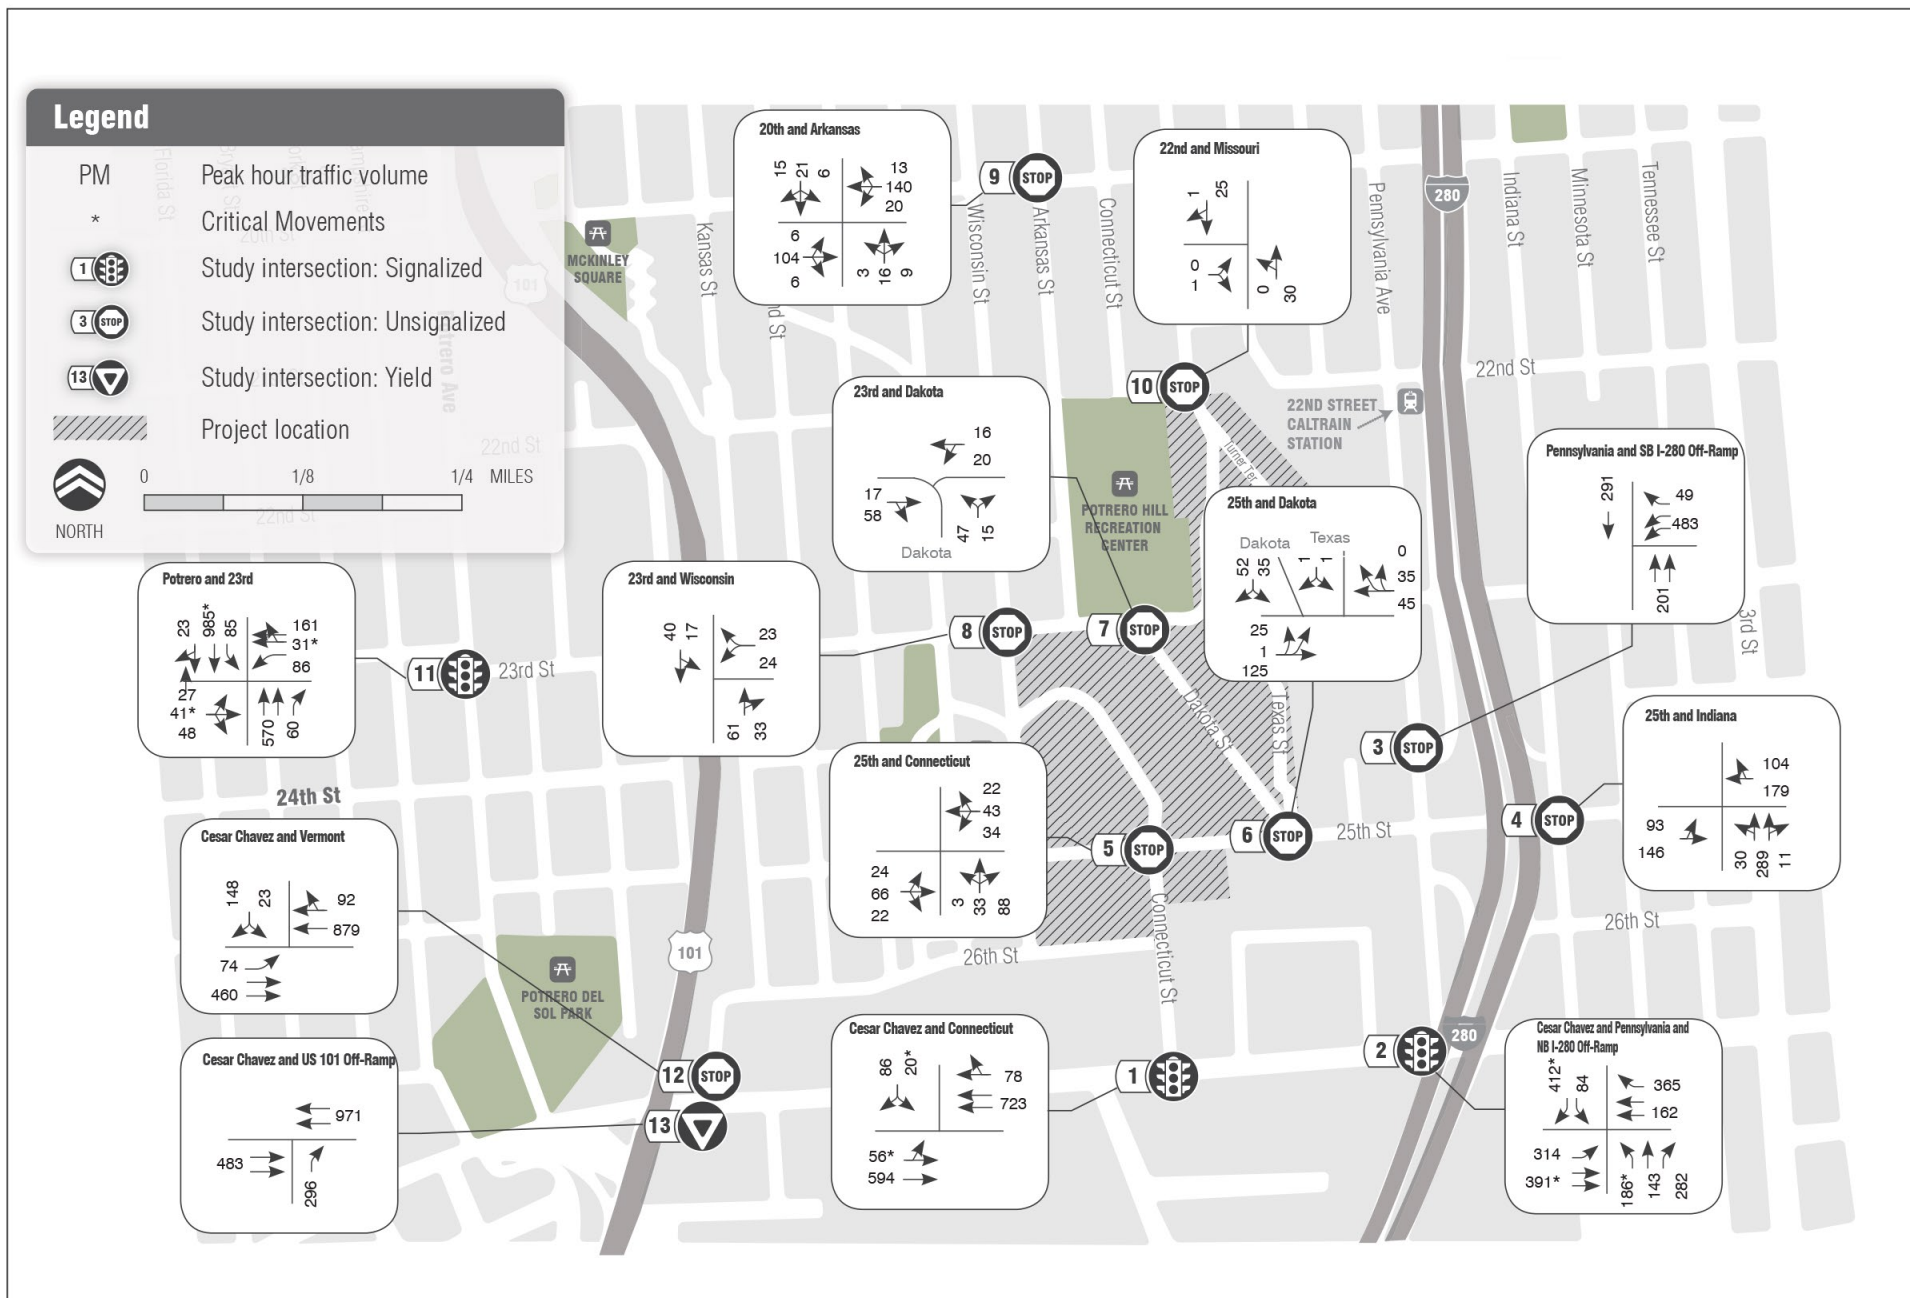 Legend
PM Peak hour traffic volume
* Critical Movements
1 Study intersection: Signalized
3 STOP Study intersection: Unsignalized
13 Study intersection: Yield
Project location
0 1/8 1/4 MILES
NORTH
Florida St
20th St
22nd St
22nd St
Potrero Ave
101
MCKINLEY
SQUARE
Kansas St
20th and Arkansas
15 21 6
13
140
20
6
104
6
3 16 9
9 STOP
Wisconsin St
Arkansas St
Connecticut St
22nd and Missouri
1 25
0
1
0 30
10 STOP
Pennsylvania Ave
280
Indiana St
Minnesota St
Tennessee St
22nd St
22ND STREET
CALTRAIN
STATION
Turner Ter
23rd and Dakota
16
20
17
58
47 15
Dakota
POTRERO HILL
RECREATION
CENTER
25th and Dakota
Dakota Texas
52 35
1 1
0
35
45
25
1
125
Pennsylvania and SB I-280 Off-Ramp
291
49
483
201
3rd St
Potrero and 23rd
23 985* 85
161
31*
86
27
41*
48
570 60
11
23rd St
23rd and Wisconsin
40 17
23
24
61 33
8 STOP
7 STOP
Dakota St
Texas St
3 STOP
25th and Indiana
104
179
93
146
30 289 11
4 STOP
24th St
25th and Connecticut
22
43
34
24
66
22
3 33 88
5 STOP
6 STOP
25th St
26th St
26th St
Connecticut St
Cesar Chavez and Vermont
148 23
92
879
74
460
101
POTRERO DEL
SOL PARK
12 STOP
Cesar Chavez and US 101 Off-Ramp
971
483
296
13
Cesar Chavez and Connecticut
86 20*
78
723
56*
594
1
2
280
Cesar Chavez and Pennsylvania and
NB I-280 Off-Ramp
412* 84
365
162
314
391*
186* 143 282